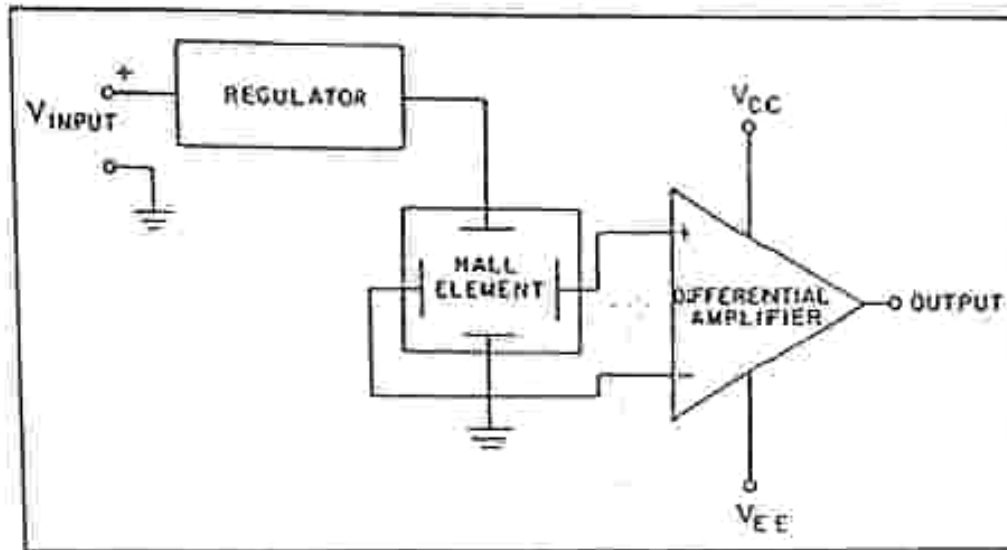 +
REGULATOR
VINPUT
VCC
HALL
ELEMENT
+
DIFFERENTIAL
AMPLIFIER
OUTPUT
−
VEE